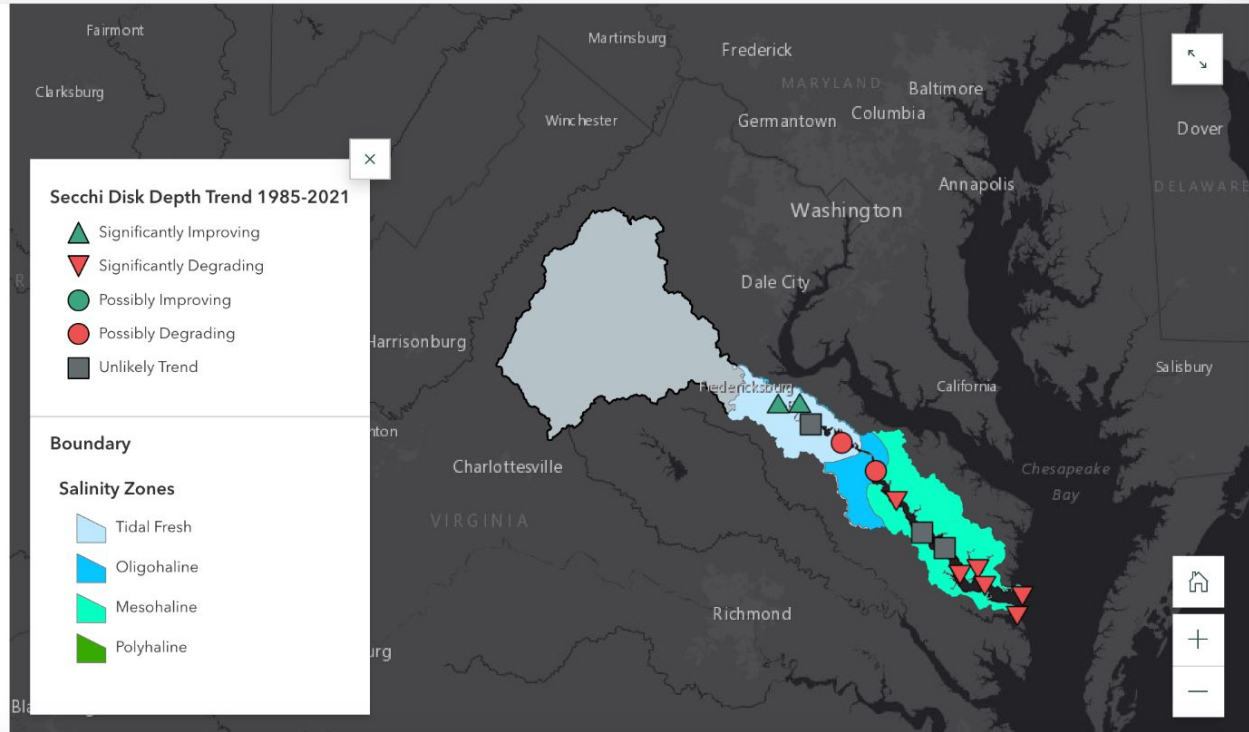 Fairmont
Martinsburg
Frederick
MARYLAND
Clarksburg
Baltimore
Winchester
Germantown
Columbia
Dover
×
Secchi Disk Depth Trend 1985-2021
Significantly Improving
Significantly Degrading
Possibly Improving
Possibly Degrading
Unlikely Trend
Boundary
Salinity Zones
Tidal Fresh
Oligohaline
Mesohaline
Polyhaline
Annapolis
DELAWARE
Washington
Dale City
Harrisonburg
Salisbury
Fredericksburg
California
nton
Charlottesville
Chesapeake
Bay
VIRGINIA
Richmond
urg
+
−